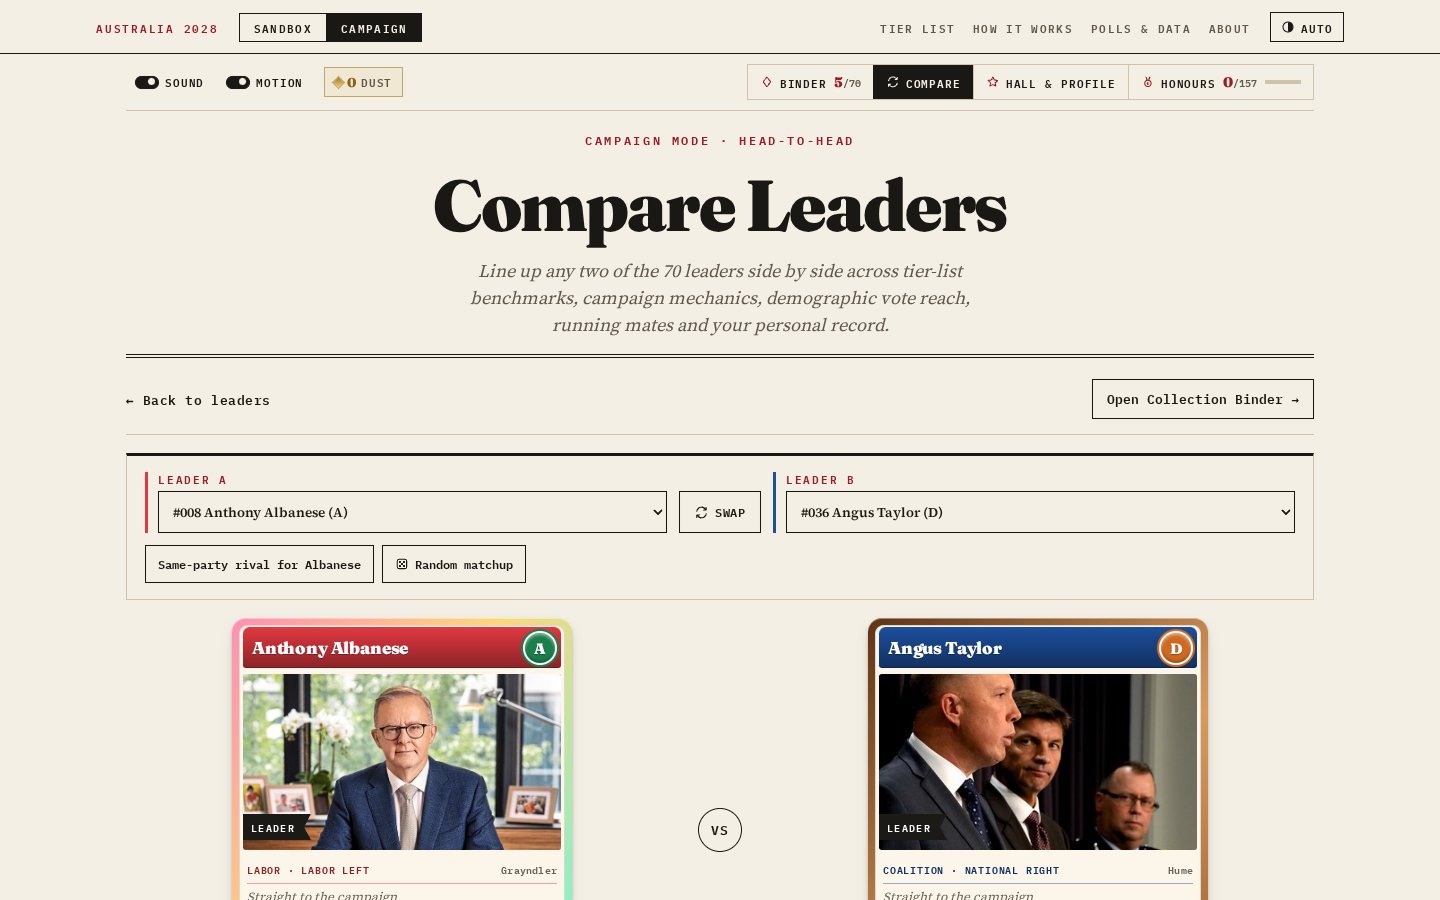 AUSTRALIA 2028 SANDBOX CAMPAIGN TIER LIST HOW IT WORKS POLLS & DATA ABOUT AUTO
SOUND MOTION 0 DUST BINDER 5/70 COMPARE HALL & PROFILE HONOURS 0/157
CAMPAIGN MODE · HEAD-TO-HEAD
Compare Leaders
Line up any two of the 70 leaders side by side across tier-list
benchmarks, campaign mechanics, demographic vote reach,
running mates and your personal record.
← Back to leaders Open Collection Binder →
LEADER A LEADER B
#008 Anthony Albanese (A) SWAP #036 Angus Taylor (D)
Same-party rival for Albanese Random matchup
Anthony Albanese A Angus Taylor D
LEADER VS LEADER
LABOR · LABOR LEFT Grayndler COALITION · NATIONAL RIGHT Hume
Straight to the campaign Straight to the campaign